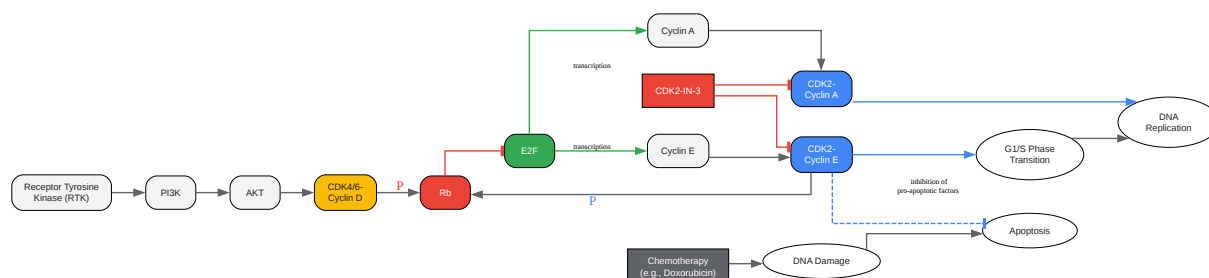 Cyclin A
transcription
CDK2-IN-3
CDK2-
Cyclin A
DNA
Replication
E2F
transcription
Cyclin E
CDK2-
Cyclin E
G1/S Phase
Transition
Receptor Tyrosine
Kinase (RTK)
PI3K
AKT
CDK4/6-
Cyclin D
P
Rb
P
inhibition of
pro-apoptotic factors
Apoptosis
Chemotherapy
(e.g., Doxorubicin)
DNA Damage